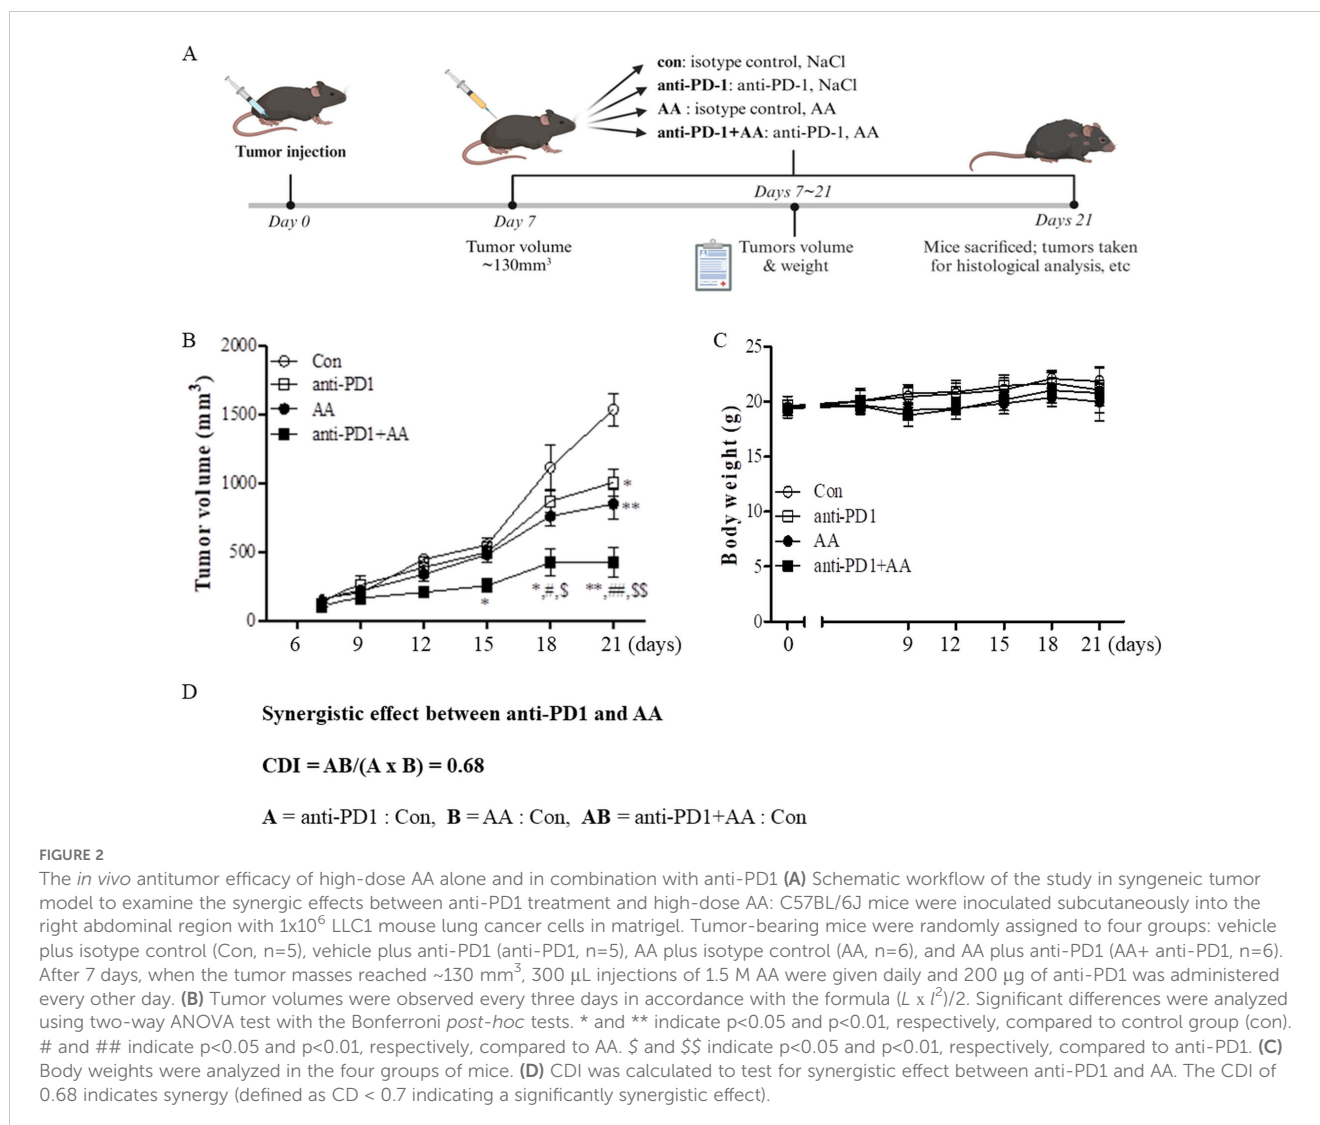 A
con: isotype control, NaCl
anti-PD-1: anti-PD-1, NaCl
AA : isotype control, AA
anti-PD-1+AA: anti-PD-1, AA
Tumor injection
Days 7~21
Day 0
Day 7
Days 21
Tumor volume
~130mm³
Tumors volume
& weight
Mice sacrificed; tumors taken
for histological analysis, etc
B
Tumor volume (nm³)
2000
1500
1000
500
0
Con
anti-PD1
AA
anti-PD1+AA
*
**
*
*,#,$
**,##,$$
6 9 12 15 18 21 (days)
C
Body weight (g)
25
20
15
10
5
0
Con
anti-PD1
AA
anti-PD1+AA
0 9 12 15 18 21 (days)
D
Synergistic effect between anti-PD1 and AA
CDI = AB/(A x B) = 0.68
A = anti-PD1 : Con, B = AA : Con, AB = anti-PD1+AA : Con
FIGURE 2
The in vivo antitumor efficacy of high-dose AA alone and in combination with anti-PD1 (A) Schematic workflow of the study in syngeneic tumor
model to examine the synergic effects between anti-PD1 treatment and high-dose AA: C57BL/6J mice were inoculated subcutaneously into the
right abdominal region with 1x10⁶ LLC1 mouse lung cancer cells in matrigel. Tumor-bearing mice were randomly assigned to four groups: vehicle
plus isotype control (Con, n=5), vehicle plus anti-PD1 (anti-PD1, n=5), AA plus isotype control (AA, n=6), and AA plus anti-PD1 (AA+ anti-PD1, n=6).
After 7 days, when the tumor masses reached ~130 mm³, 300 µL injections of 1.5 M AA were given daily and 200 µg of anti-PD1 was administered
every other day. (B) Tumor volumes were observed every three days in accordance with the formula (L x l²)/2. Significant differences were analyzed
using two-way ANOVA test with the Bonferroni post-hoc tests. * and ** indicate p<0.05 and p<0.01, respectively, compared to control group (con).
# and ## indicate p<0.05 and p<0.01, respectively, compared to AA. $ and $$ indicate p<0.05 and p<0.01, respectively, compared to anti-PD1. (C)
Body weights were analyzed in the four groups of mice. (D) CDI was calculated to test for synergistic effect between anti-PD1 and AA. The CDI of
0.68 indicates synergy (defined as CD < 0.7 indicating a significantly synergistic effect).